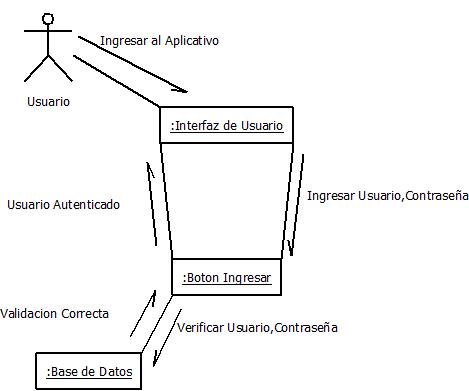 Ingresar al Aplicativo
Usuario
:Interfaz de Usuario
Usuario Autenticado
Ingresar Usuario,Contraseña
:Boton Ingresar
Validacion Correcta
Verificar Usuario,Contraseña
:Base de Datos